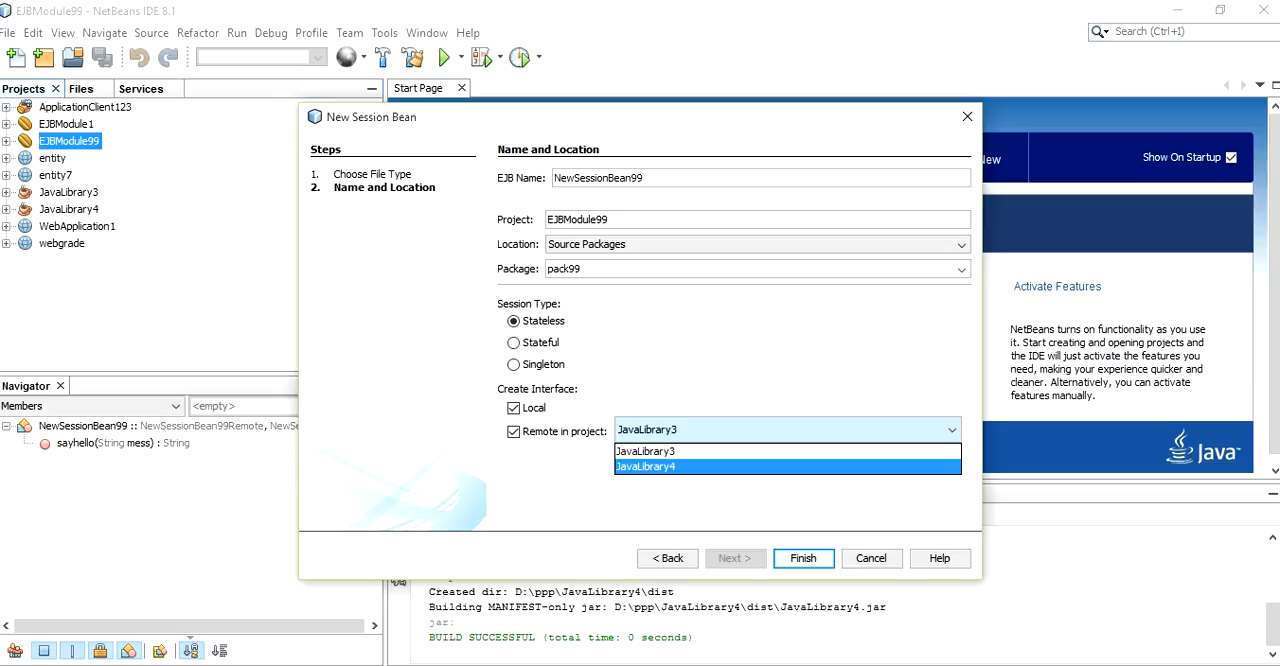 EJBModule99 - NetBeans IDE 8.1
File Edit View Navigate Source Refactor Run Debug Profile Team Tools Window Help
Search (Ctrl+I)
Projects Files Services
Start Page
ApplicationClient123
EJBModule1
EJBModule99
entity
entity7
JavaLibrary3
JavaLibrary4
WebApplication1
webgrade
Navigator
Members
<empty>
NewSessionBean99 :: NewSessionBean99Remote, NewS
sayhello(String mess) : String
New Session Bean
Steps
1. Choose File Type
2. Name and Location
Name and Location
EJB Name: NewSessionBean99
Project: EJBModule99
Location: Source Packages
Package: pack99
Session Type:
Stateless
Stateful
Singleton
Create Interface:
Local
Remote in project: JavaLibrary3
JavaLibrary3
JavaLibrary4
< Back Next > Finish Cancel Help
New
Show On Startup
Activate Features
NetBeans turns on functionality as you use
it. Start creating and opening projects and
the IDE will just activate the features you
need, making your experience quicker and
cleaner. Alternatively, you can activate
features manually.
Java
Created dir: D:\ppp\JavaLibrary4\dist
Building MANIFEST-only jar: D:\ppp\JavaLibrary4\dist\JavaLibrary4.jar
jar:
BUILD SUCCESSFUL (total time: 0 seconds)